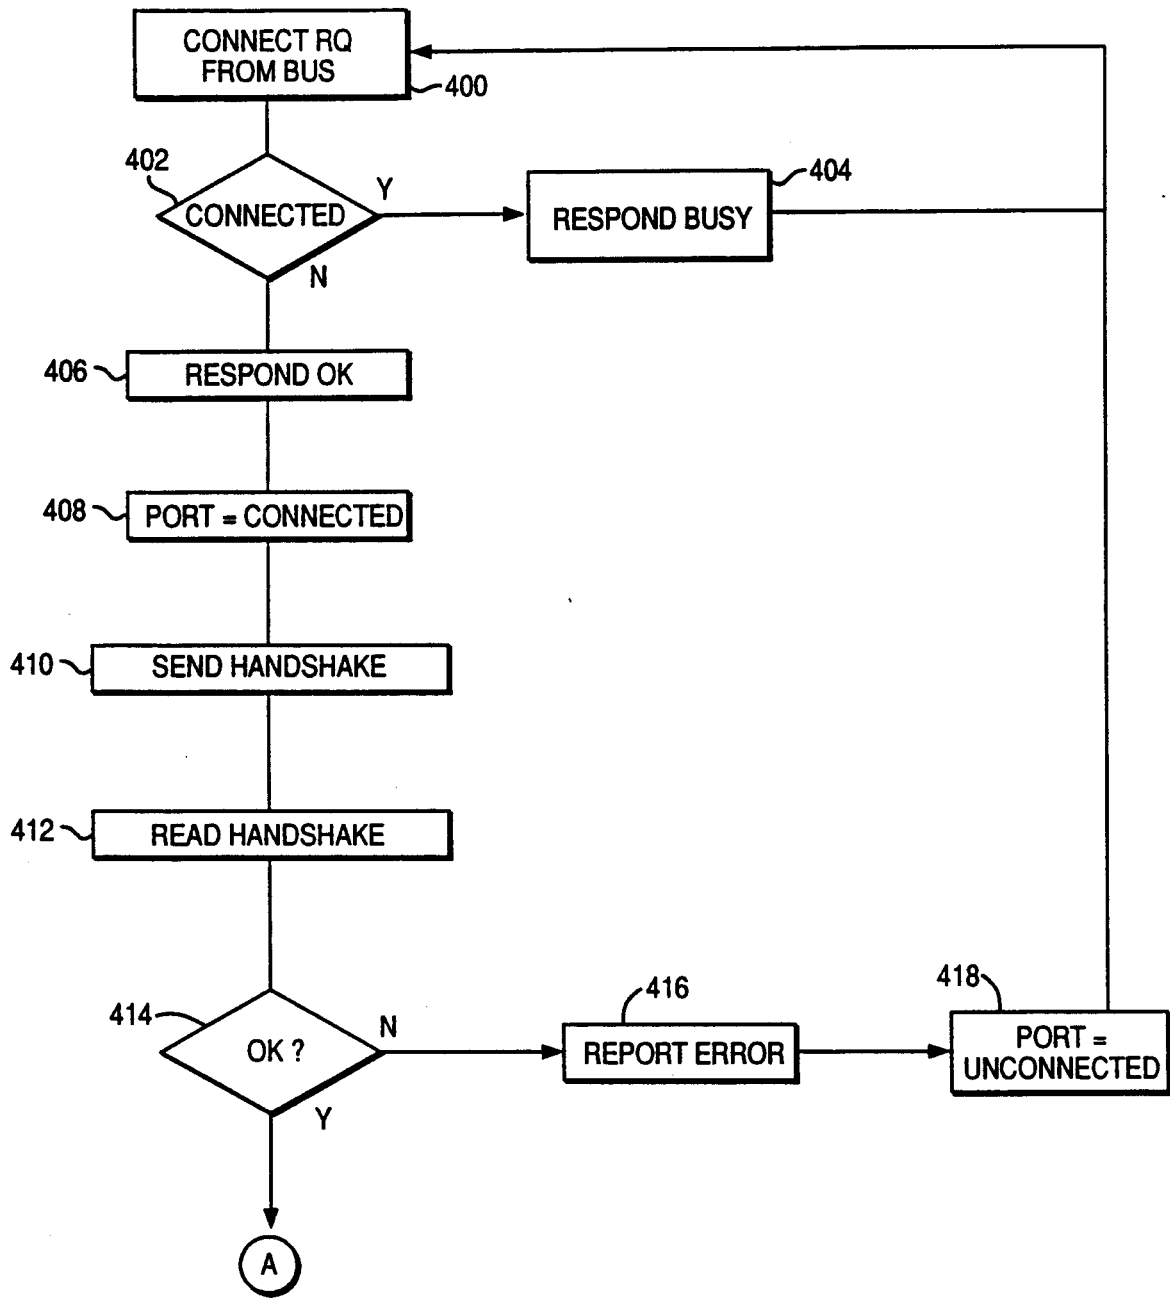 CONNECT RQ
FROM BUS
400
402
CONNECTED
Y
N
RESPOND BUSY
404
406
RESPOND OK
408
PORT = CONNECTED
410
SEND HANDSHAKE
412
READ HANDSHAKE
414
OK ?
N
Y
416
REPORT ERROR
418
PORT =
UNCONNECTED
A